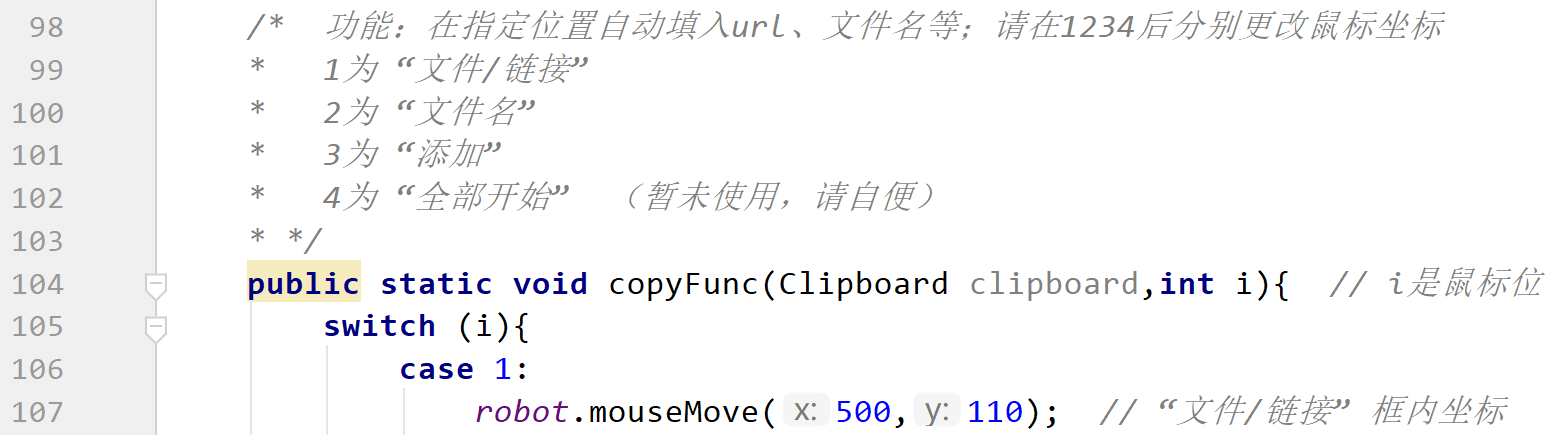 98 /* 功能：在指定位置自动填入url、文件名等；请在1234后分别更改鼠标坐标
99 * 1为“文件/链接”
100 * 2为“文件名”
101 * 3为“添加”
102 * 4为“全部开始” （暂未使用，请自便）
103 * */
104 public static void copyFunc(Clipboard clipboard,int i){ // i是鼠标位
105 switch (i){
106 case 1:
107 robot.mouseMove( x: 500, y: 110); // “文件/链接” 框内坐标